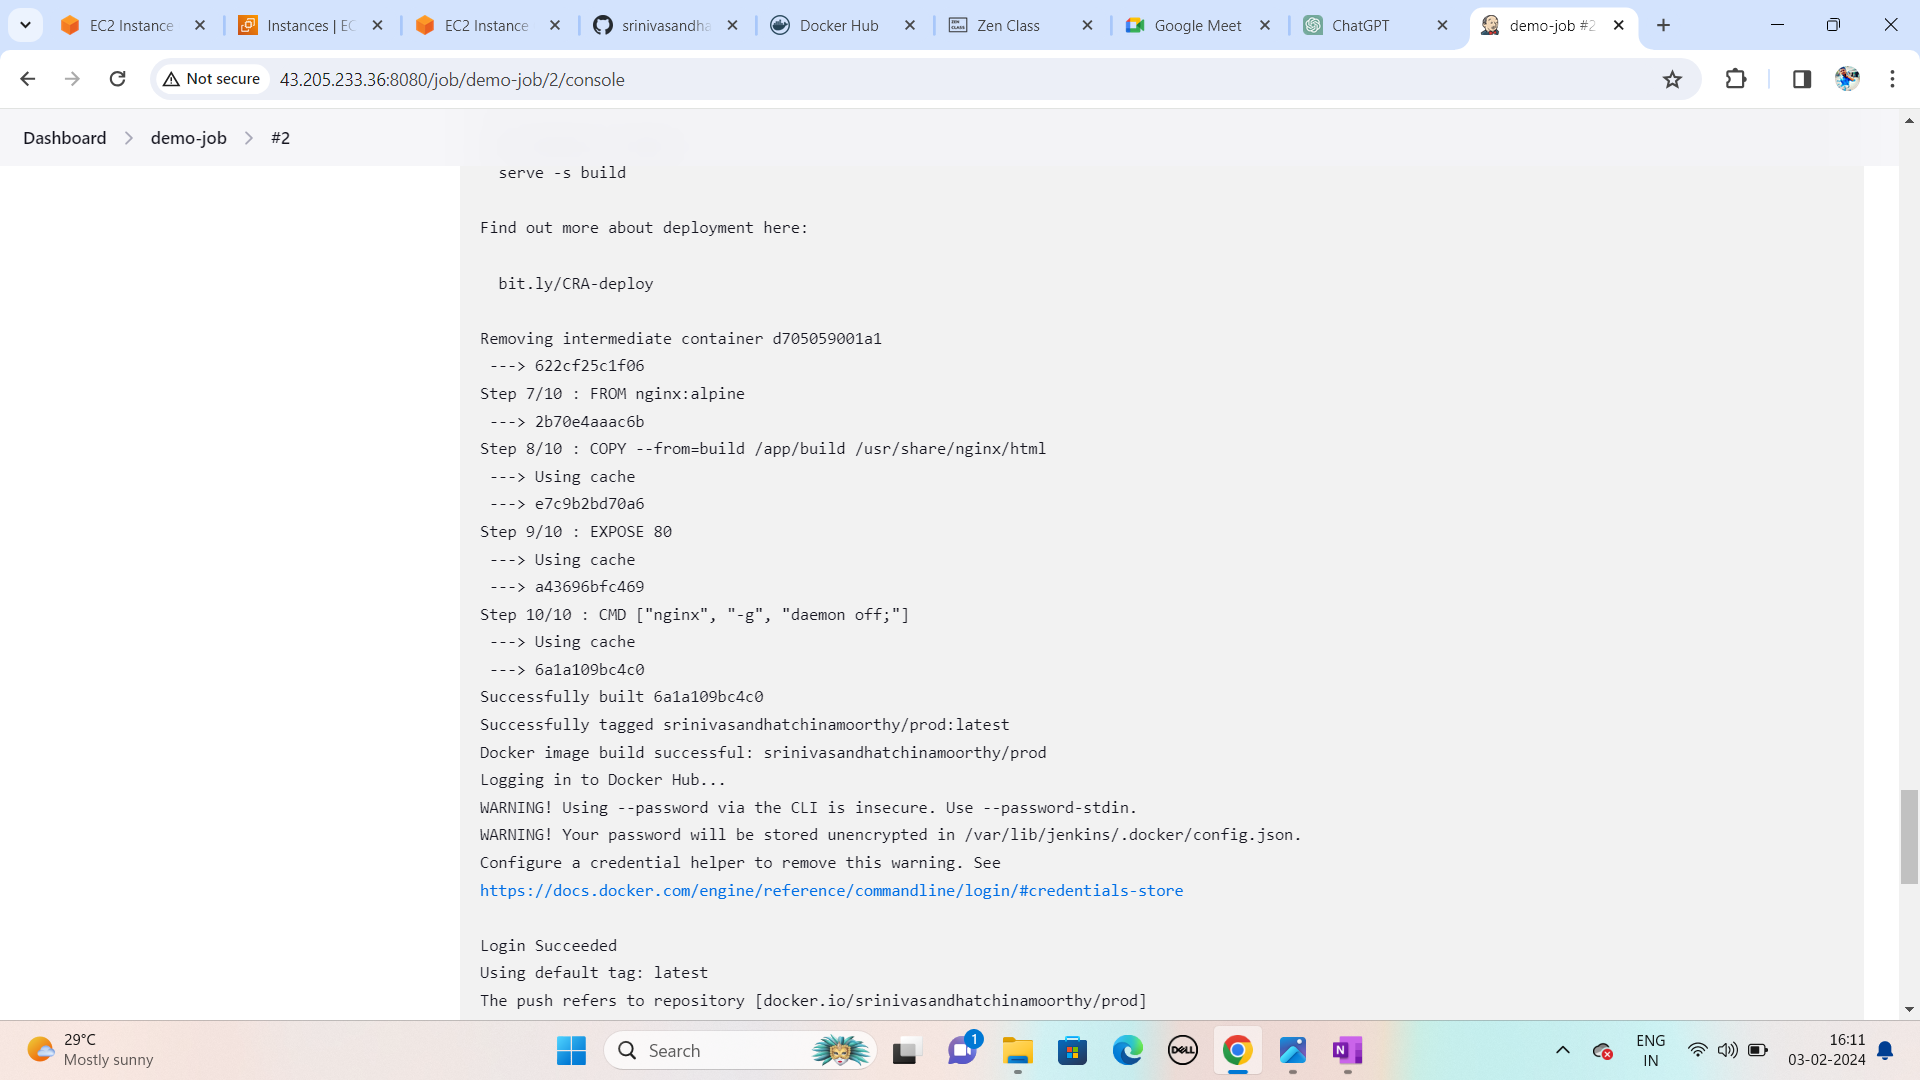 EC2 Instance
Instances | EC
EC2 Instance
srinivasandha
Docker Hub
Zen Class
Google Meet
ChatGPT
demo-job #2
Not secure
43.205.233.36:8080/job/demo-job/2/console
Dashboard
demo-job
#2
serve -s build
Find out more about deployment here:
bit.ly/CRA-deploy
Removing intermediate container d705059001a1
---> 622cf25c1f06
Step 7/10 : FROM nginx:alpine
---> 2b70e4aaac6b
Step 8/10 : COPY --from=build /app/build /usr/share/nginx/html
---> Using cache
---> e7c9b2bd70a6
Step 9/10 : EXPOSE 80
---> Using cache
---> a43696bfc469
Step 10/10 : CMD ["nginx", "-g", "daemon off;"]
---> Using cache
---> 6a1a109bc4c0
Successfully built 6a1a109bc4c0
Successfully tagged srinivasandhatchinamoorthy/prod:latest
Docker image build successful: srinivasandhatchinamoorthy/prod
Logging in to Docker Hub...
WARNING! Using --password via the CLI is insecure. Use --password-stdin.
WARNING! Your password will be stored unencrypted in /var/lib/jenkins/.docker/config.json.
Configure a credential helper to remove this warning. See
https://docs.docker.com/engine/reference/commandline/login/#credentials-store
Login Succeeded
Using default tag: latest
The push refers to repository [docker.io/srinivasandhatchinamoorthy/prod]
29°C
Mostly sunny
Search
1
DELL
N
ENG
IN
16:11
03-02-2024